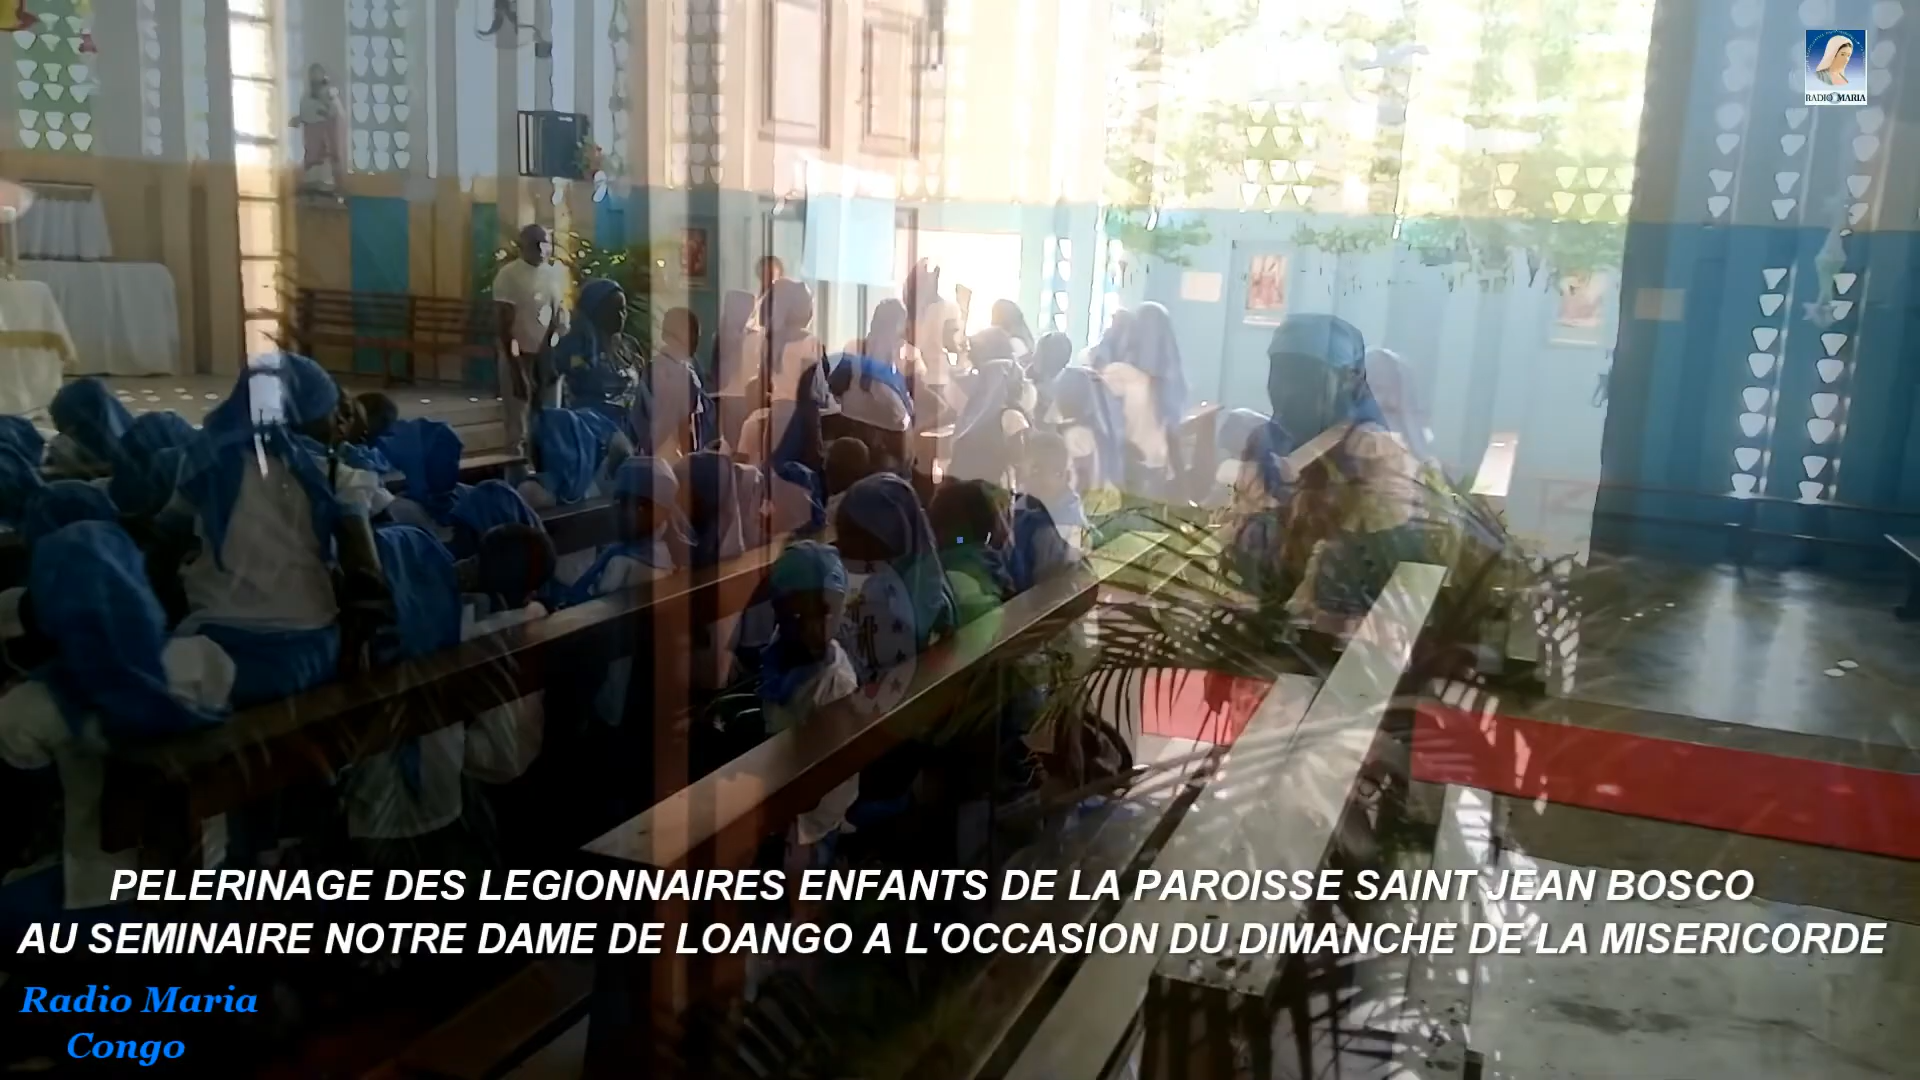 RADIO MARIA
PELERINAGE DES LEGIONNAIRES ENFANTS DE LA PAROISSE SAINT JEAN BOSCO
AU SEMINAIRE NOTRE DAME DE LOANGO A L'OCCASION DU DIMANCHE DE LA MISERICORDE
Radio Maria
Congo